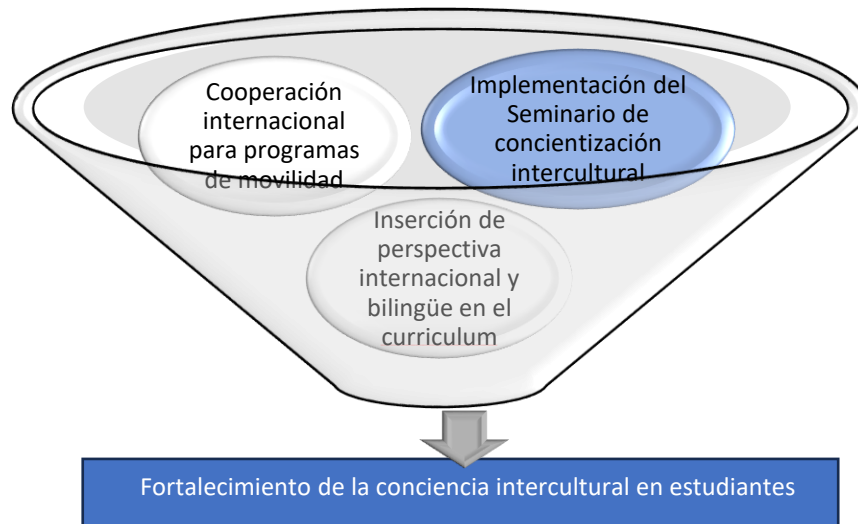 Cooperación
internacional
para programas
de movilidad
Implementación del
Seminario de
concientización
intercultural
Inserción de
perspectiva
internacional y
bilingüe en el
curriculum
Fortalecimiento de la conciencia intercultural en estudiantes